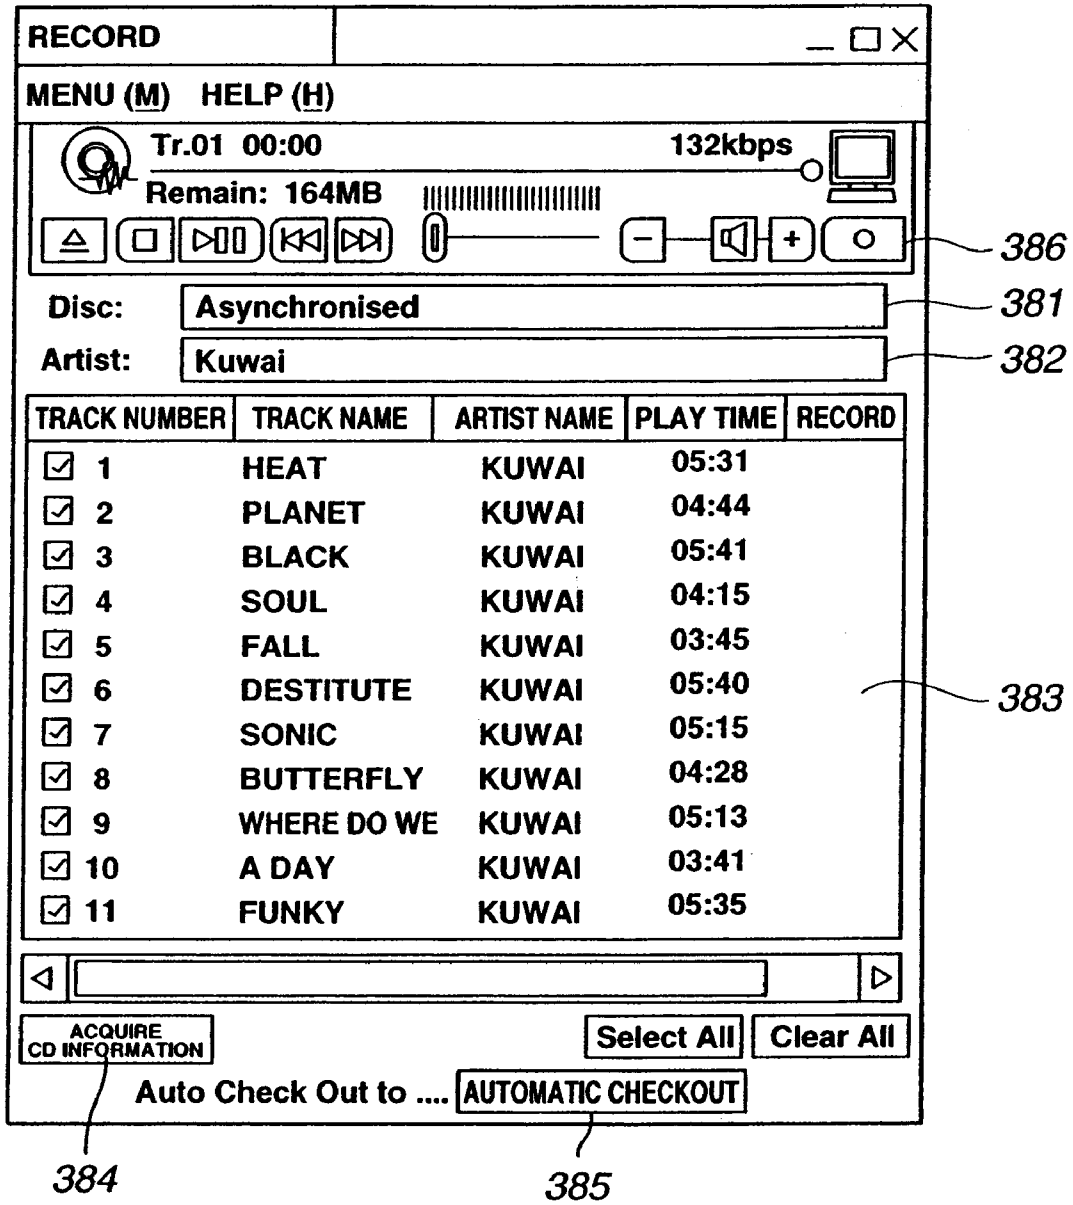 RECORD
MENU (M) HELP (H)
Tr.01 00:00 132kbps
Remain: 164MB
386
Disc: Asynchronised 381
Artist: Kuwai 382
TRACK NUMBER TRACK NAME ARTIST NAME PLAY TIME RECORD
1 HEAT KUWAI 05:31
2 PLANET KUWAI 04:44
3 BLACK KUWAI 05:41
4 SOUL KUWAI 04:15
5 FALL KUWAI 03:45
6 DESTITUTE KUWAI 05:40
383
7 SONIC KUWAI 05:15
8 BUTTERFLY KUWAI 04:28
9 WHERE DO WE KUWAI 05:13
10 A DAY KUWAI 03:41
11 FUNKY KUWAI 05:35
ACQUIRE
CD INFORMATION
Select All Clear All
Auto Check Out to .... AUTOMATIC CHECKOUT
384
385